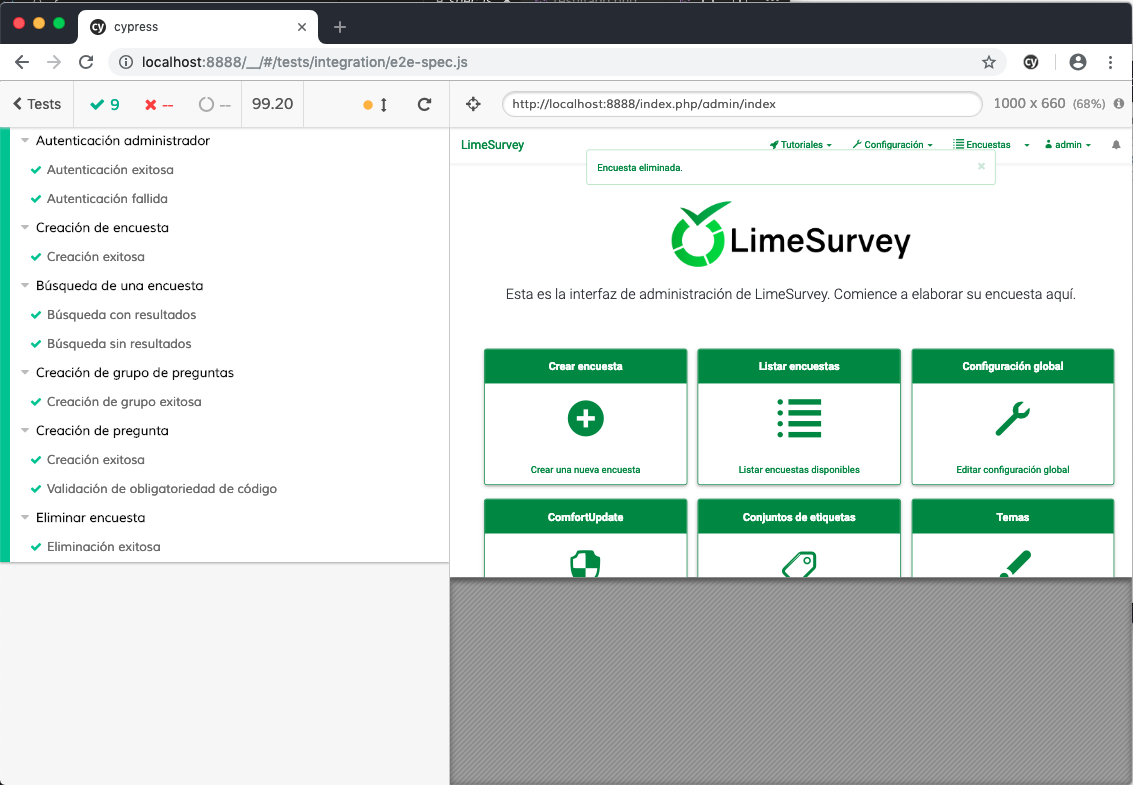 cy cypress
localhost:8888/__/#/tests/integration/e2e-spec.js
cy
Tests
9
--
--
99.20
http://localhost:8888/index.php/admin/index
1000 x 660 (68%)
Autenticación administrador
Autenticación exitosa
Autenticación fallida
Creación de encuesta
Creación exitosa
Búsqueda de una encuesta
Búsqueda con resultados
Búsqueda sin resultados
Creación de grupo de preguntas
Creación de grupo exitosa
Creación de pregunta
Creación exitosa
Validación de obligatoriedad de código
Eliminar encuesta
Eliminación exitosa
LimeSurvey
Tutoriales
Configuración
Encuestas
admin
Encuesta eliminada.
LimeSurvey
Esta es la interfaz de administración de LimeSurvey. Comience a elaborar su encuesta aquí.
Crear encuesta
Crear una nueva encuesta
Listar encuestas
Listar encuestas disponibles
Configuración global
Editar configuración global
ComfortUpdate
Conjuntos de etiquetas
Temas